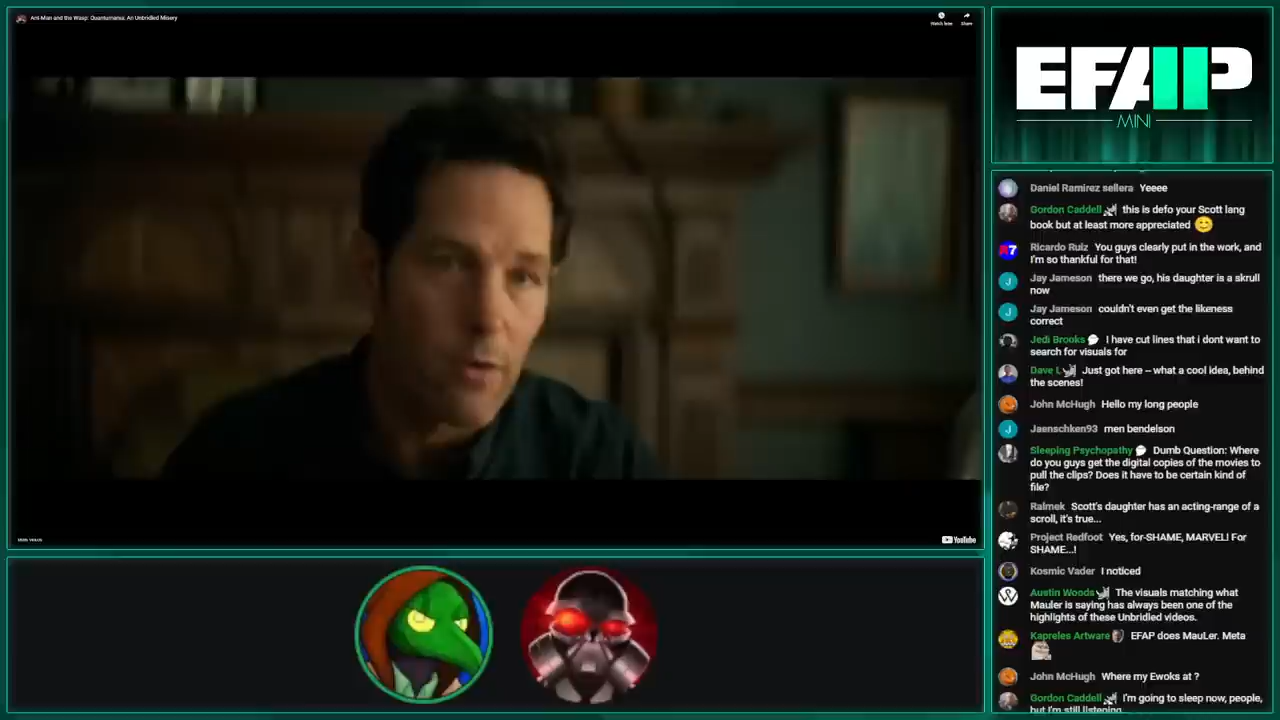 Ant-Man and the Wasp: Quantumania: An Unbridled Misery
Watch later
Share
MORE VIDEOS
YouTube
EFAP
MINI
Daniel Ramirez sellera Yeeee
Gordon Caddell this is defo your Scott lang
book but at least more appreciated 😊
Ricardo Ruiz You guys clearly put in the work, and
I'm so thankful for that!
Jay Jameson there we go, his daughter is a skrull
now
Jay Jameson couldn't even get the likeness
correct
Jedi Brooks I have cut lines that i dont want to
search for visuals for
Dave L Just got here – what a cool idea, behind
the scenes!
John McHugh Hello my long people
Jaenschken93 men bendelson
Sleeping Psychopathy Dumb Question: Where
do you guys get the digital copies of the movies to
pull the clips? Does it have to be certain kind of
file?
Ralmek Scott's daughter has an acting-range of a
scroll, it's true...
Project Redfoot Yes, for-SHAME, MARVEL! For
SHAME...!
Kosmic Vader I noticed
Austin Woods The visuals matching what
Mauler is saying has always been one of the
highlights of these Unbridled videos.
Kapreles Artware EFAP does MauLer. Meta
John McHugh Where my Ewoks at ?
Gordon Caddell I'm going to sleep now, people,
but I'm still listening